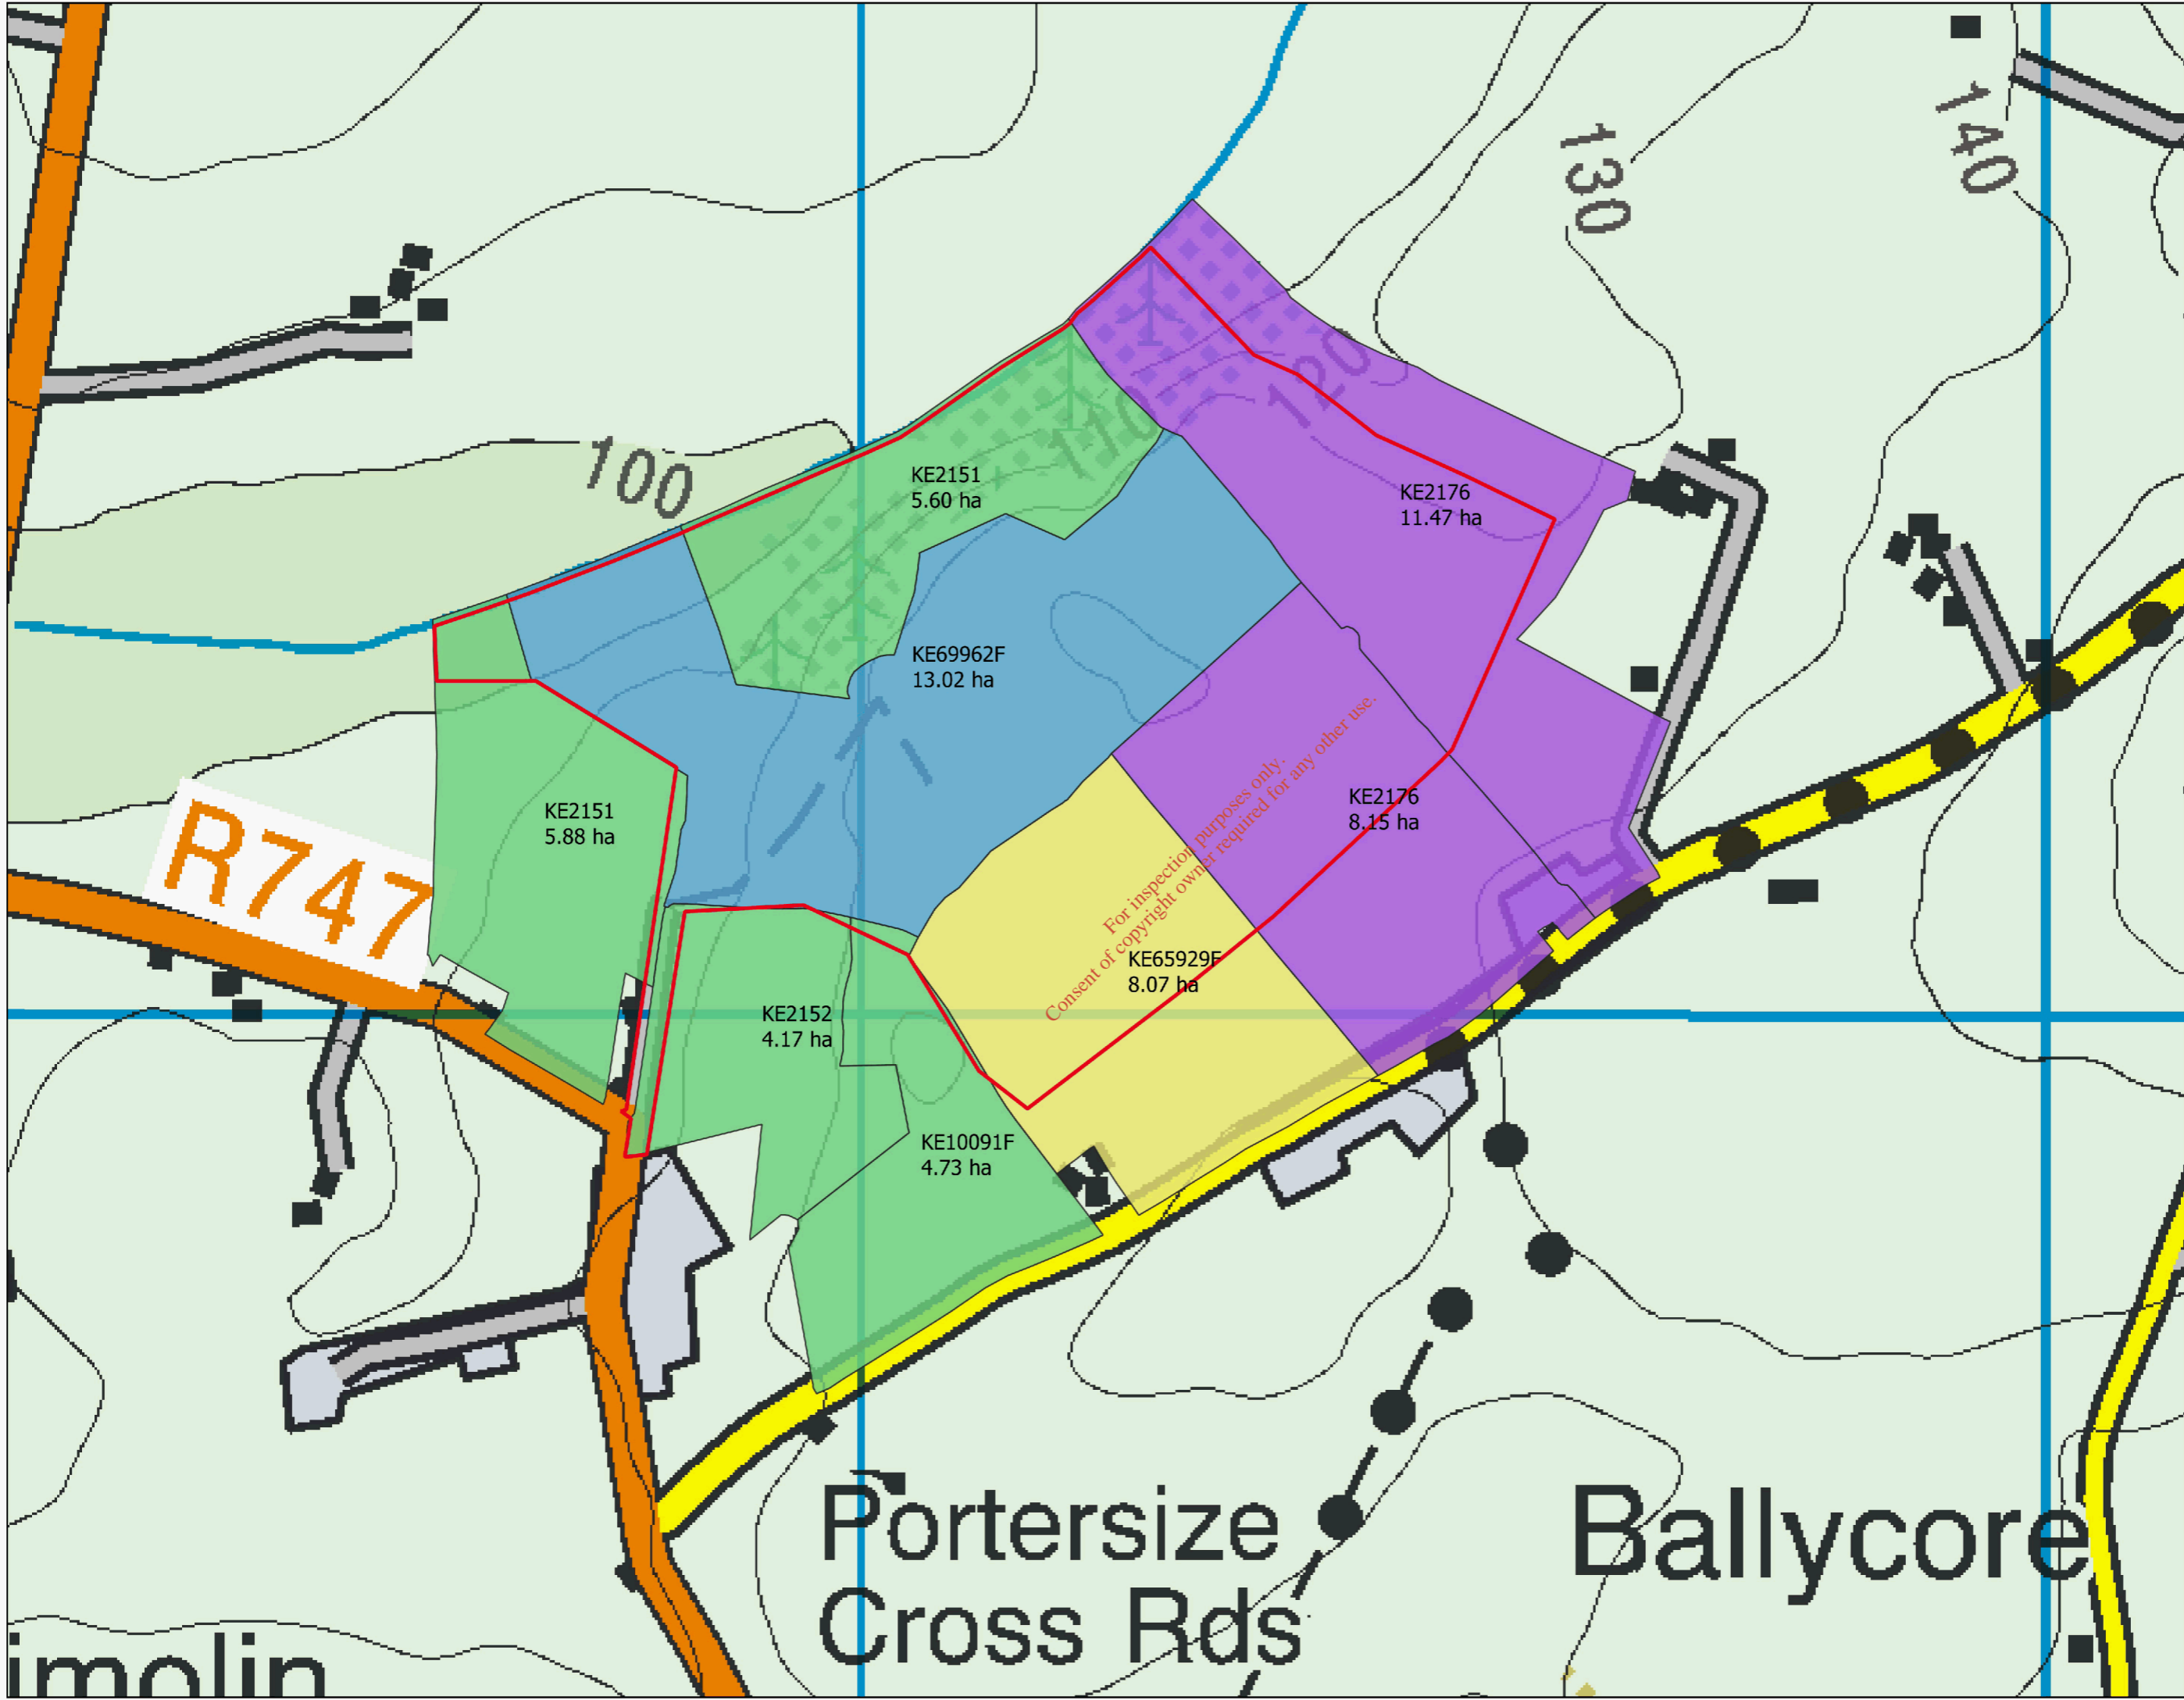 130
140
120
110
100
KE2151
5.60 ha
KE2176
11.47 ha
KE69962F
13.02 ha
KE2151
5.88 ha
KE2176
8.15 ha
For inspection purposes only.
Consent of copyright owner required for any other use.
R747
KE65929F
8.07 ha
KE2152
4.17 ha
KE10091F
4.73 ha
Portersize
Cross Rds
Ballycore
imolin